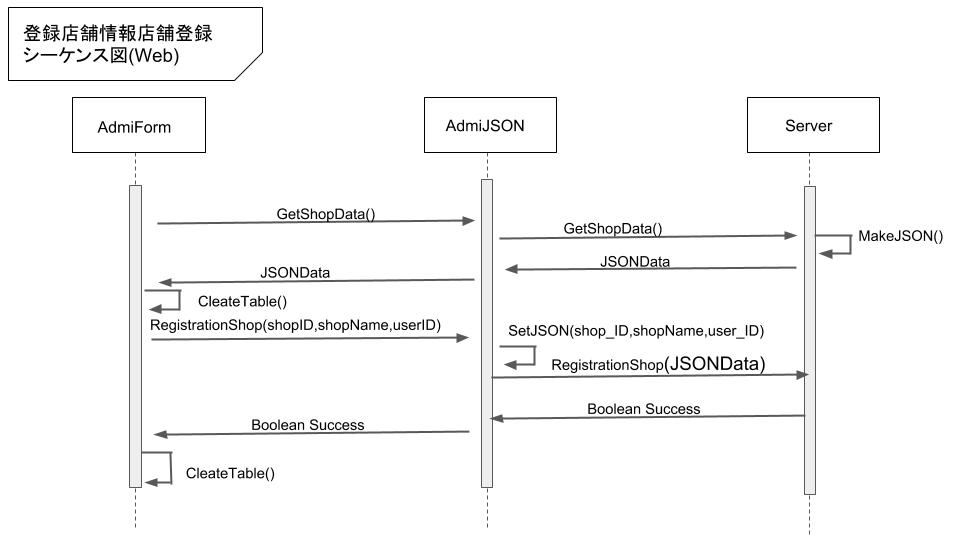 登録店舗情報店舗登録
シーケンス図(Web)
AdmiForm
AdmiJSON
Server
GetShopData()
GetShopData()
MakeJSON()
JSONData
JSONData
CleateTable()
RegistrationShop(shopID,shopName,userID)
SetJSON(shop_ID,shopName,user_ID)
RegistrationShop(JSONData)
Boolean Success
Boolean Success
CleateTable()